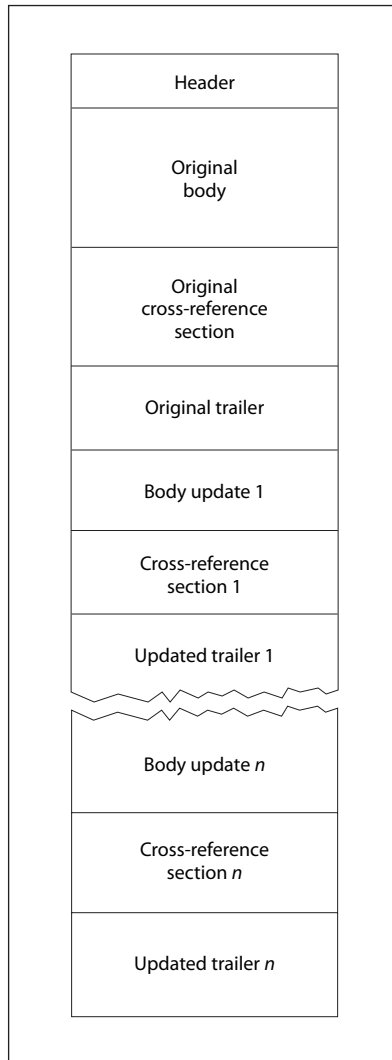 Header
Original
body
Original
cross-reference
section
Original trailer
Body update 1
Cross-reference
section 1
Updated trailer 1
Body update n
Cross-reference
section n
Updated trailer n